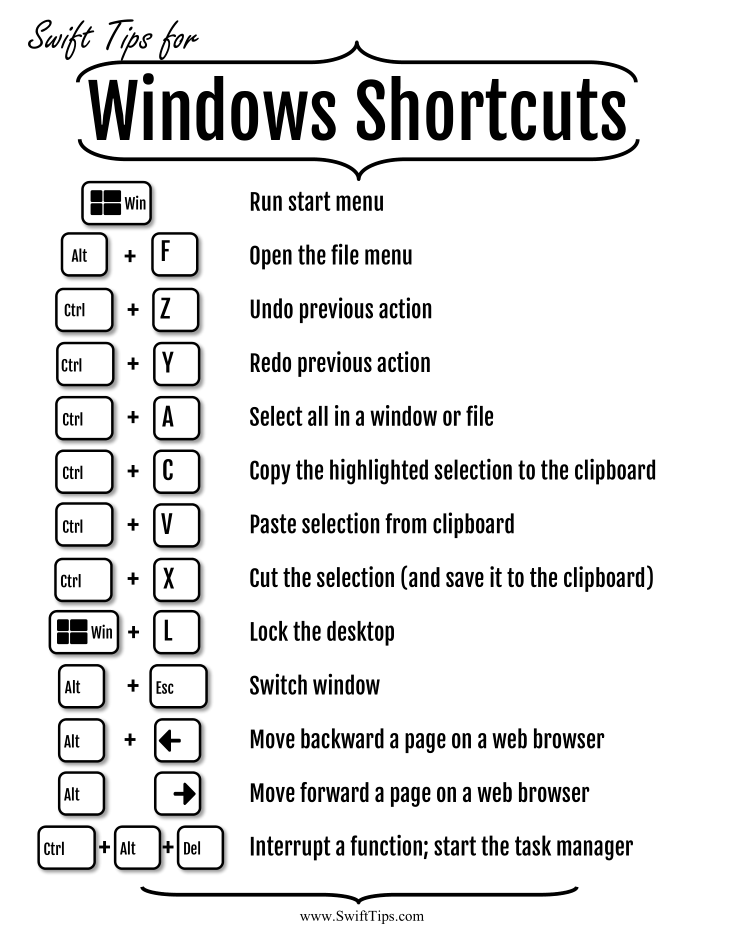 Swift Tips for
Windows Shortcuts
Win Run start menu
Alt + F Open the file menu
Ctrl + Z Undo previous action
Ctrl + Y Redo previous action
Ctrl + A Select all in a window or file
Ctrl + C Copy the highlighted selection to the clipboard
Ctrl + V Paste selection from clipboard
Ctrl + X Cut the selection (and save it to the clipboard)
Win + L Lock the desktop
Alt + Esc Switch window
Alt + ← Move backward a page on a web browser
Alt → Move forward a page on a web browser
Ctrl + Alt + Del Interrupt a function; start the task manager
www.SwiftTips.com